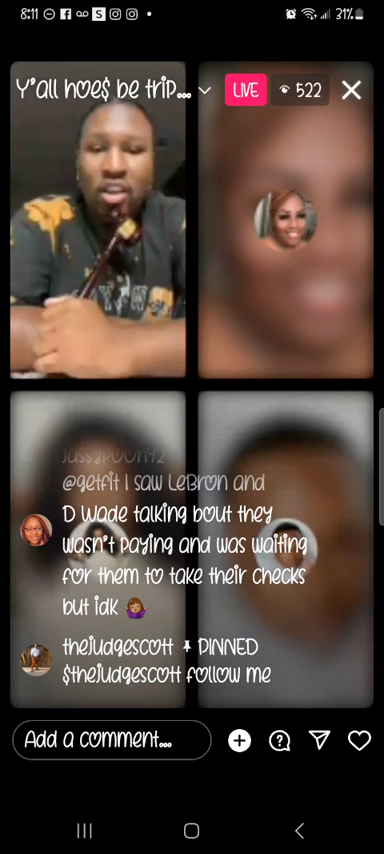 8:11
31%
Y'all hoe$ be trip...
LIVE
522
@getfit I saw LeBron and
D Wade talking bout they
wasn't paying and was waiting
for them to take their checks
but idk 🤷🏽‍♀️
thejudgescott 📌 PINNED
$thejudgescott follow me
Add a comment...